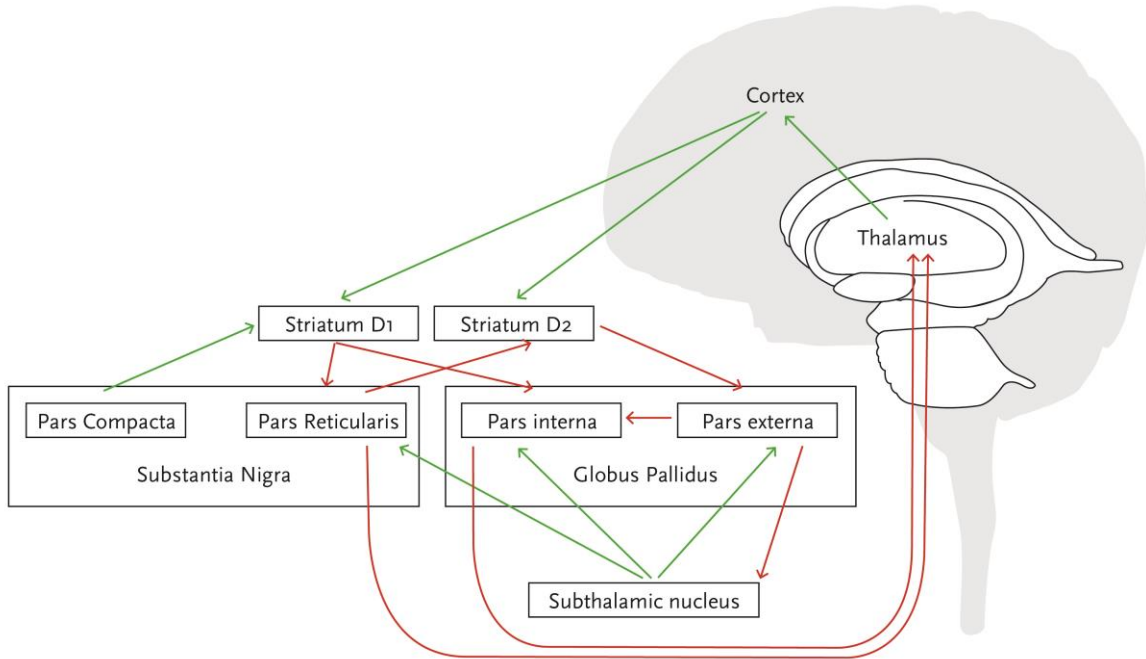 Cortex
Thalamus
Striatum D1
Striatum D2
Pars Compacta
Pars Reticularis
Pars interna
Pars externa
Substantia Nigra
Globus Pallidus
Subthalamic nucleus